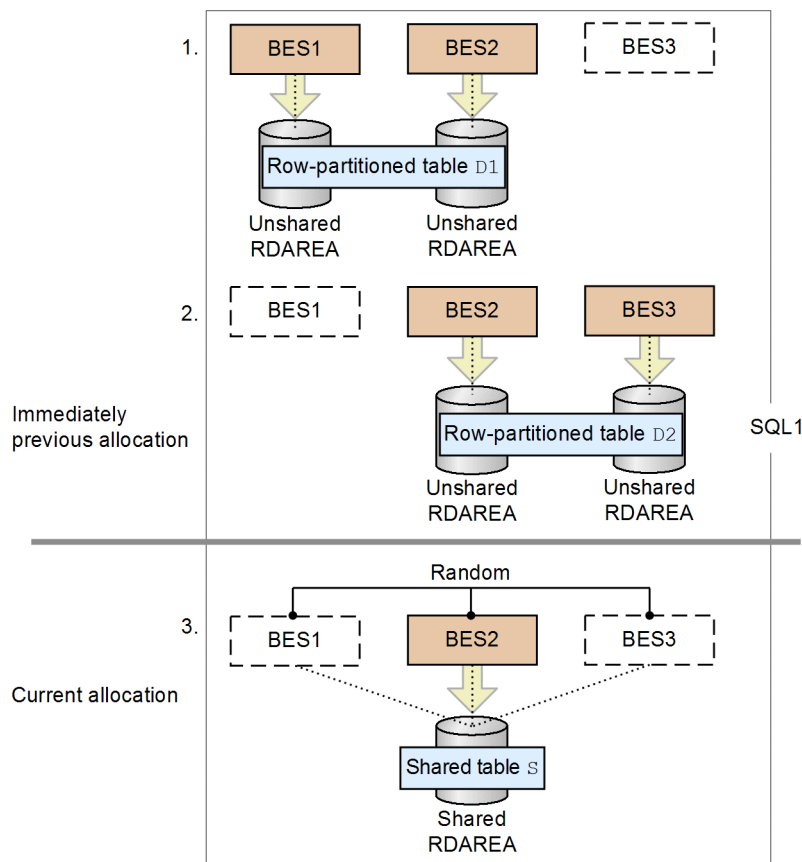 1.
BES1
BES2
BES3
Row-partitioned table D1
Unshared
RDAREA
Unshared
RDAREA
2.
BES1
BES2
BES3
Immediately
previous allocation
Row-partitioned table D2
SQL1
Unshared
RDAREA
Unshared
RDAREA
Random
3.
BES1
BES2
BES3
Current allocation
Shared table S
Shared
RDAREA